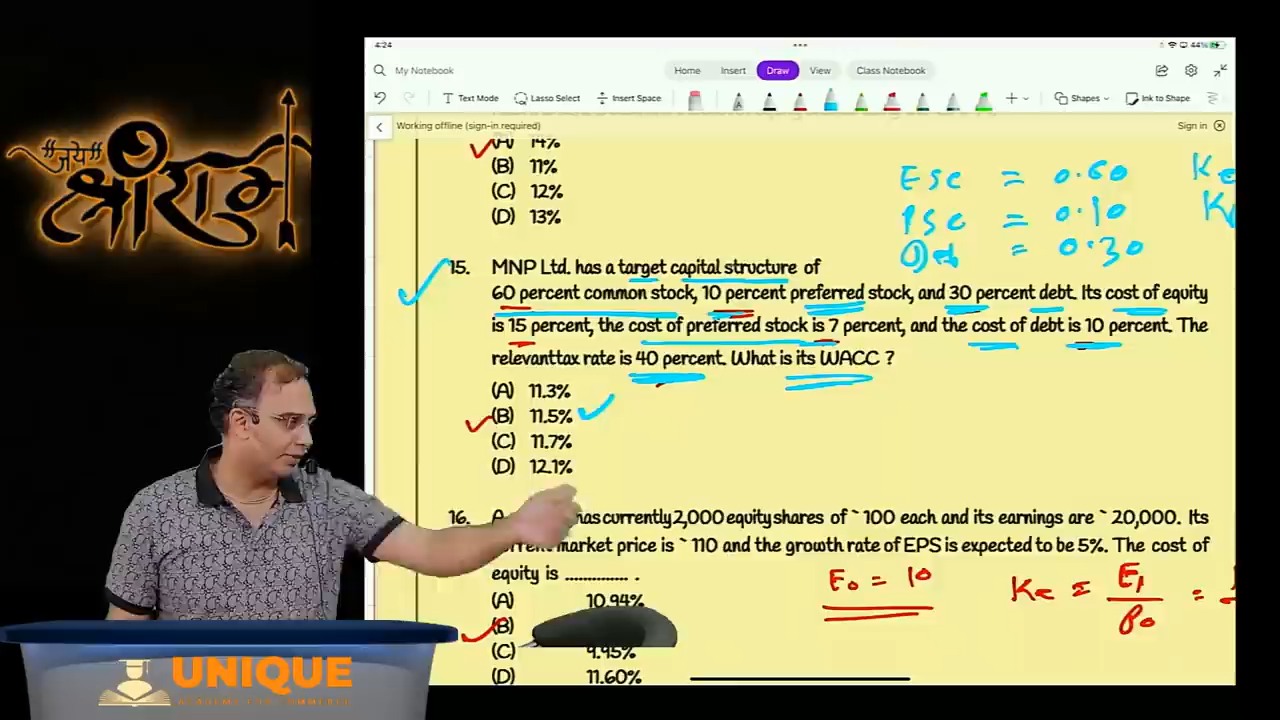 4:24
My Notebook
Home Insert Draw View Class Notebook
Text Mode Lasso Select Insert Space Shapes Ink to Shape
Working offline (sign-in required) Sign in
"जय"
श्री राम
(A) 14%
(B) 11%
(C) 12%
(D) 13%
ESC = 0.60 Ke
PSC = 0.10
Deb = 0.30
15. MNP Ltd. has a target capital structure of
60 percent common stock, 10 percent preferred stock, and 30 percent debt. Its cost of equity
is 15 percent, the cost of preferred stock is 7 percent, and the cost of debt is 10 percent. The
relevanttax rate is 40 percent. What is its WACC ?
(A) 11.3%
(B) 11.5%
(C) 11.7%
(D) 12.1%
16. A has currently 2,000 equity shares of ` 100 each and its earnings are ` 20,000. Its
market price is ` 110 and the growth rate of EPS is expected to be 5%. The cost of
equity is .............. .
E0 = 10 Ke = E1 / P0 =
(A) 10.94%
(B)
(C) 9.95%
(D) 11.60%
UNIQUE